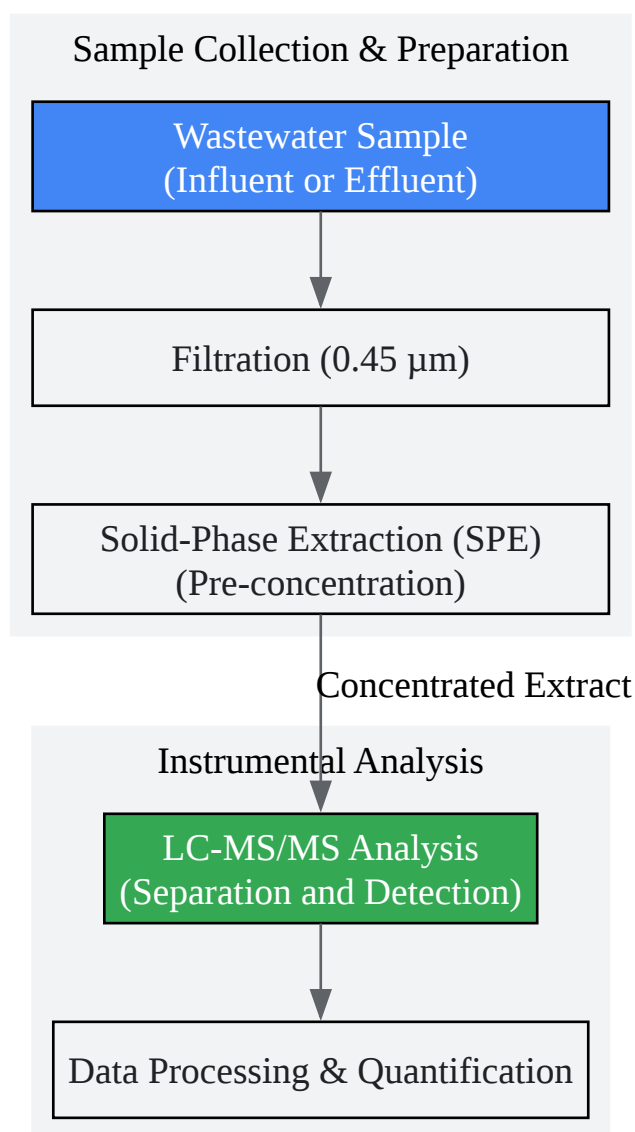 Sample Collection & Preparation
Wastewater Sample
(Influent or Effluent)
Filtration (0.45 µm)
Solid-Phase Extraction (SPE)
(Pre-concentration)
Concentrated Extract
Instrumental Analysis
LC-MS/MS Analysis
(Separation and Detection)
Data Processing & Quantification